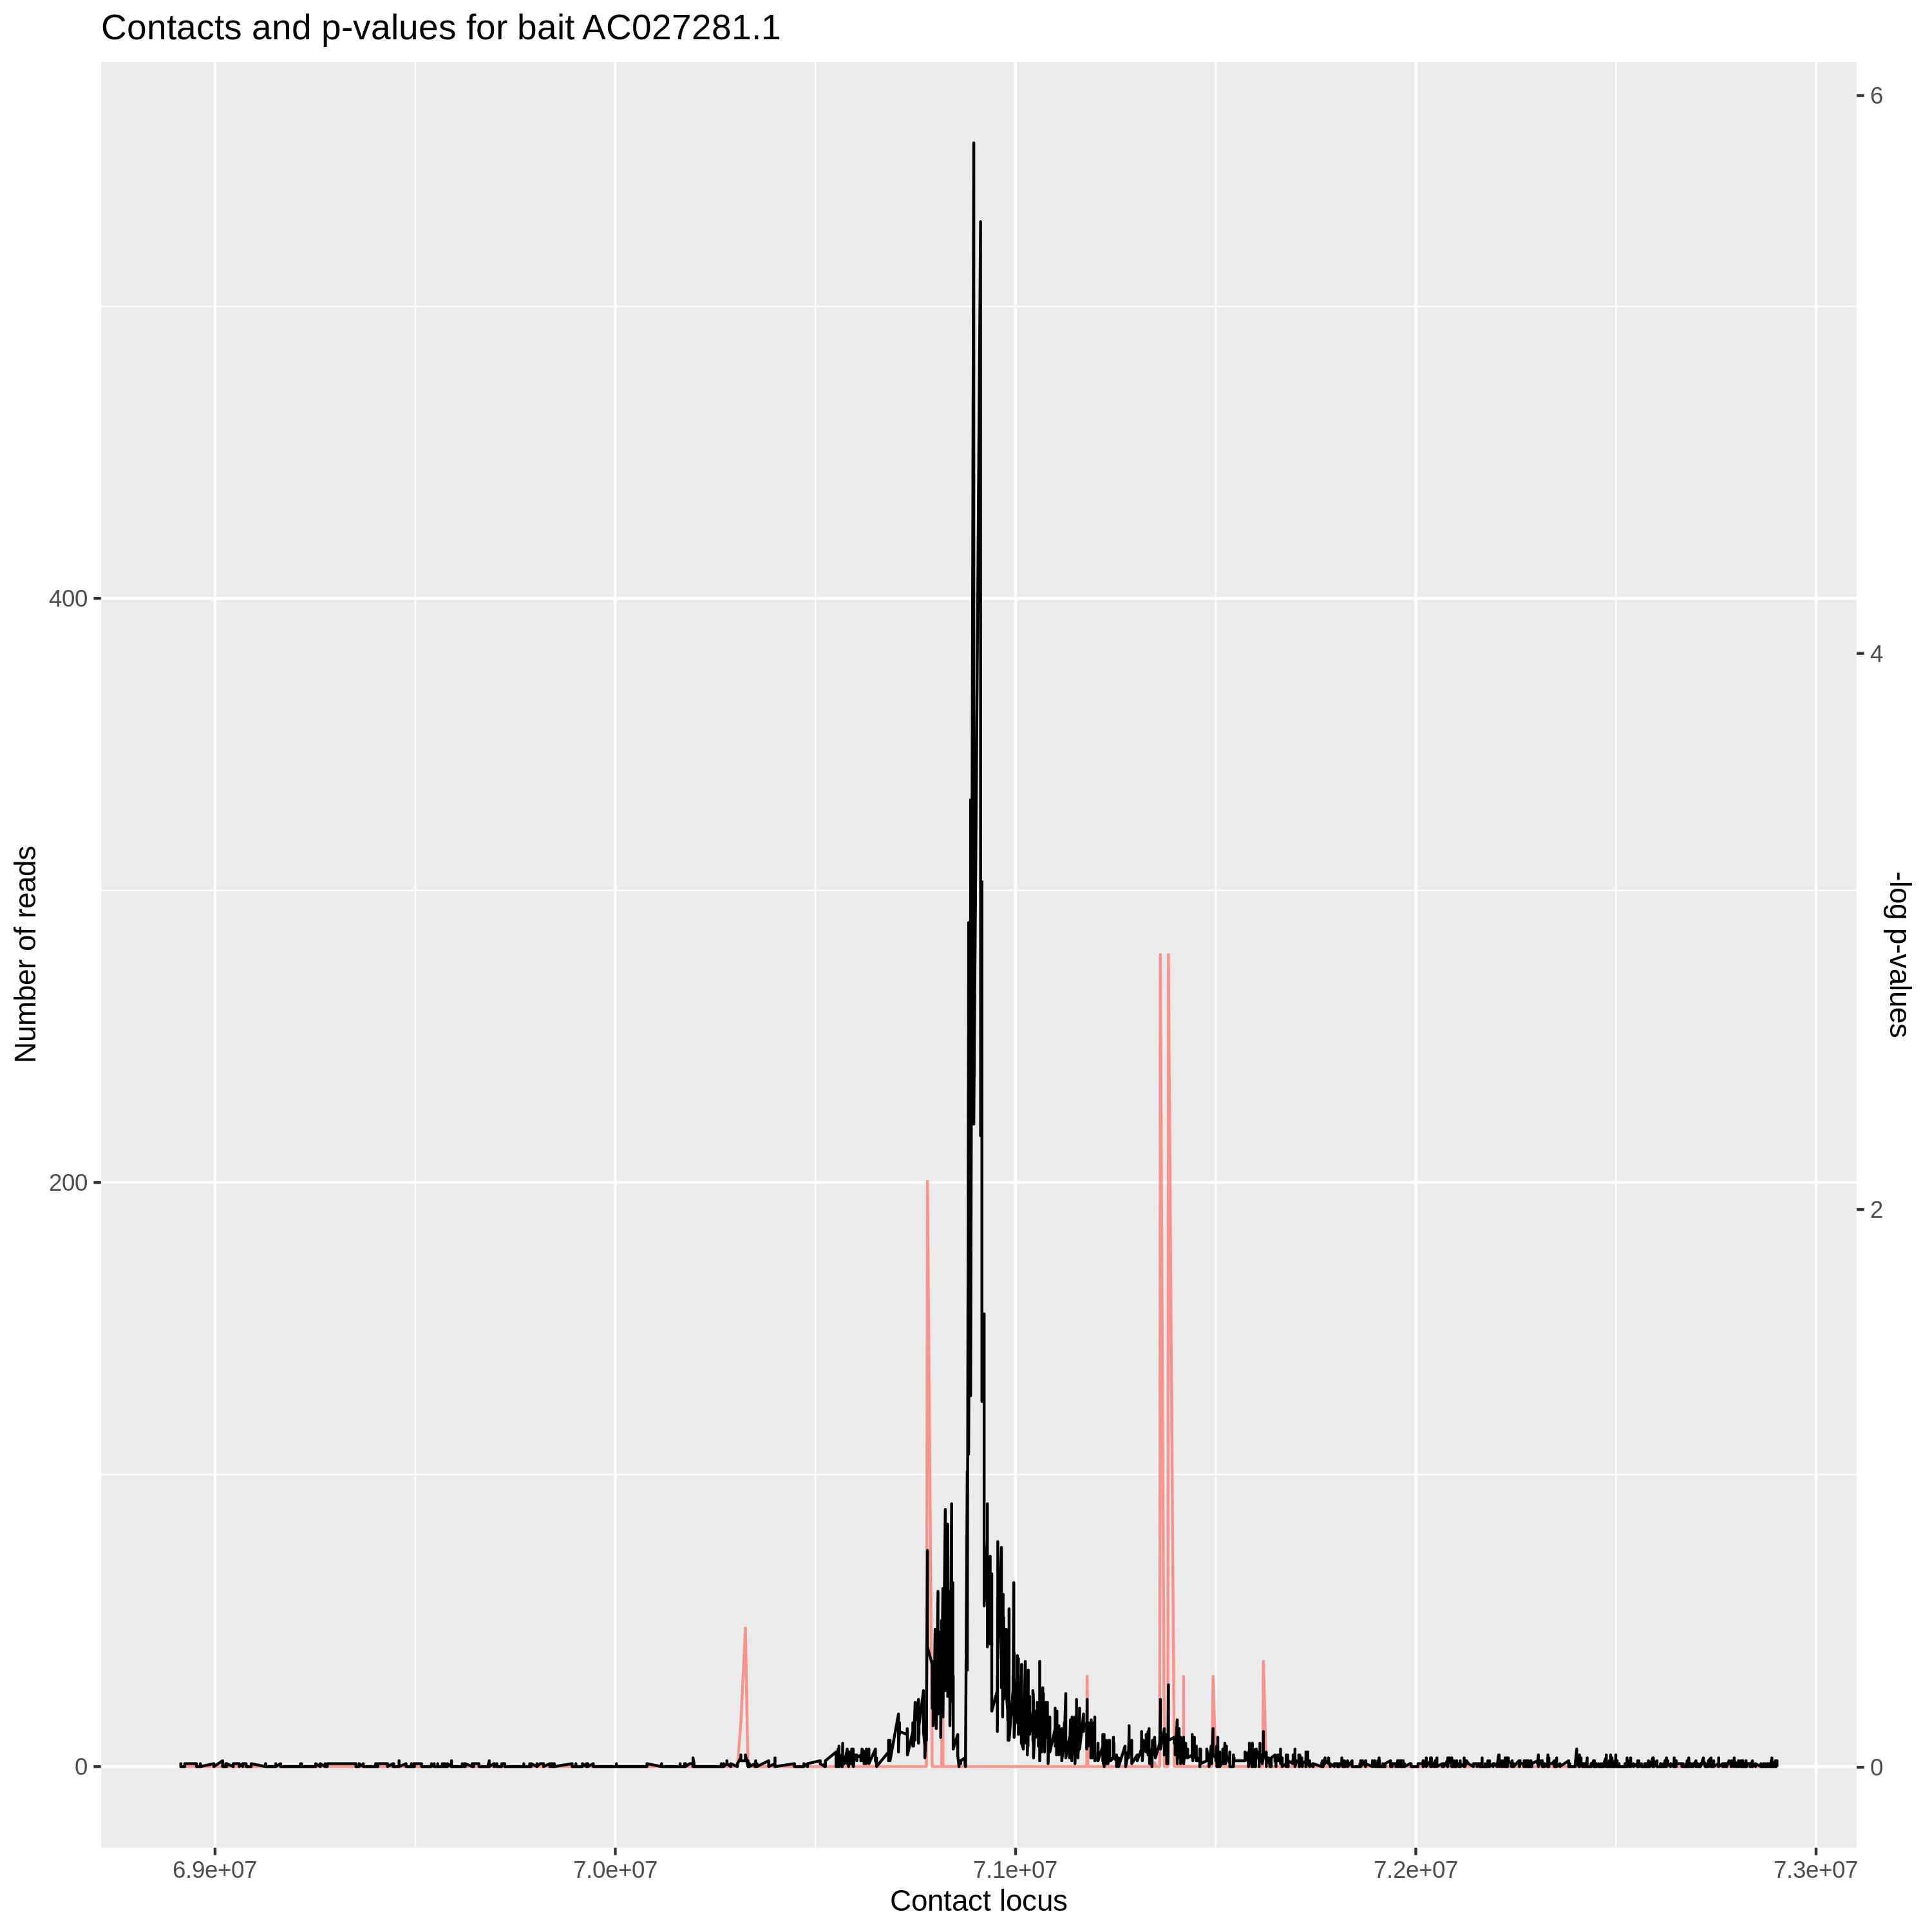 Contacts and p-values for bait AC027281.1
6
400
4
Number of reads
-log p-values
200
2
0
0
6.9e+07 7.0e+07 7.1e+07 7.2e+07 7.3e+07
Contact locus